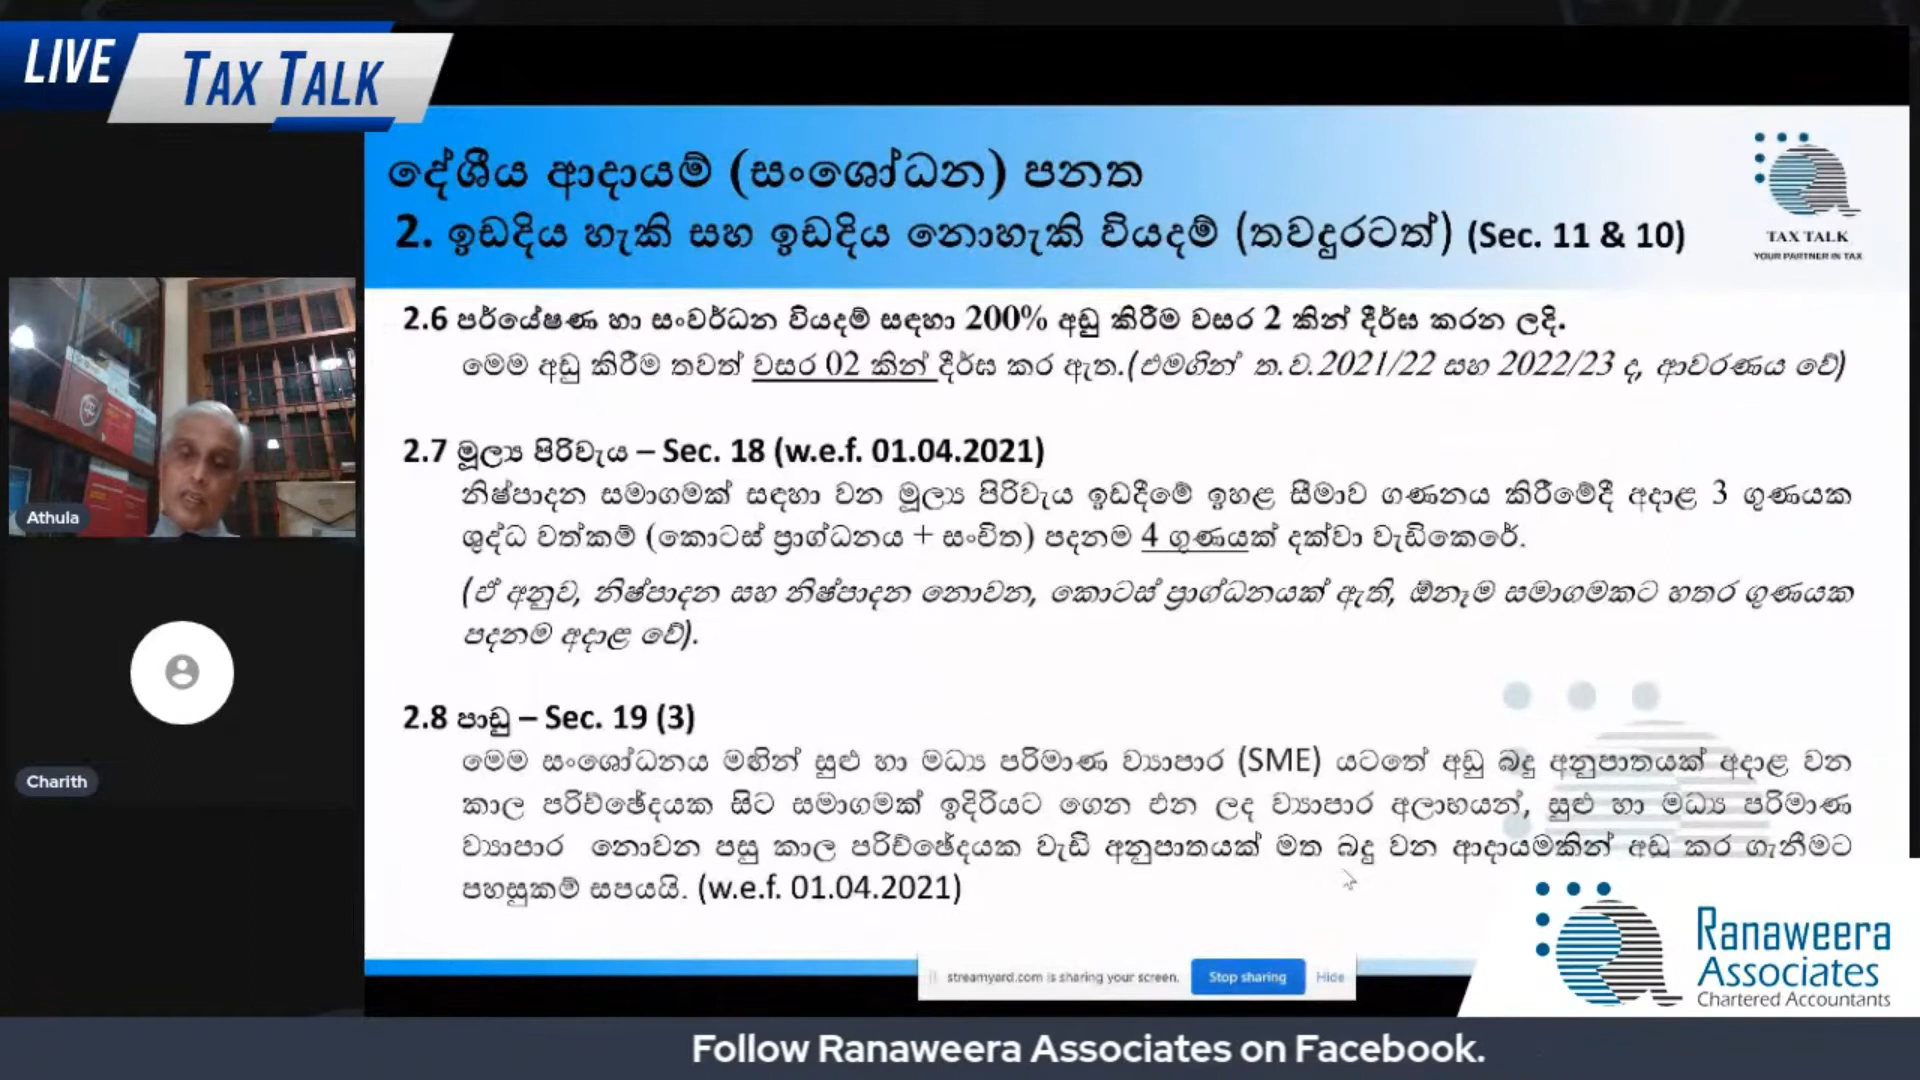 LIVE
TAX TALK
දේශීය ආදායම් (සංශෝධන) පනත
2. ඉඩදිය හැකි සහ ඉඩදිය නොහැකි වියදම් (තවදුරටත්) (Sec. 11 & 10)
TAX TALK
YOUR PARTNER IN TAX
2.6 පර්යේෂණ හා සංවර්ධන වියදම් සඳහා 200% අඩු කිරීම වසර 2 කින් දීර්ඝ කරන ලදි.
මෙම අඩු කිරීම තවත් වසර 02 කින් දීර්ඝ කර ඇත.(එමගින් ත.ව.2021/22 සහ 2022/23 ද, ආවරණය වේ)
2.7 මූල්‍ය පිරිවැය – Sec. 18 (w.e.f. 01.04.2021)
නිෂ්පාදන සමාගමක් සඳහා වන මූල්‍ය පිරිවැය ඉඩදීමේ ඉහළ සීමාව ගණනය කිරීමේදී අදාළ 3 ගුණයක
ශුද්ධ වත්කම් (කොටස් ප්‍රාග්ධනය + සංචිත) පදනම 4 ගුණයක් දක්වා වැඩිකෙරේ.
(ඒ අනුව, නිෂ්පාදන සහ නිෂ්පාදන නොවන, කොටස් ප්‍රාග්ධනයක් ඇති, ඕනෑම සමාගමකට හතර ගුණයක
පදනම අදාළ වේ).
2.8 පාඩු – Sec. 19 (3)
මෙම සංශෝධනය මඟින් සුළු හා මධ්‍ය පරිමාණ ව්‍යාපාර (SME) යටතේ අඩු බදු අනුපාතයක් අදාළ වන
කාල පරිච්ඡේදයක සිට සමාගමක් ඉදිරියට ගෙන එන ලද ව්‍යාපාර අලාභයන්, සුළු හා මධ්‍ය පරිමාණ
ව්‍යාපාර නොවන පසු කාල පරිච්ඡේදයක වැඩි අනුපාතයක් මත බදු වන ආදායමකින් අඩු කර ගැනීමට
පහසුකම් සපයයි. (w.e.f. 01.04.2021)
Athula
Charith
streamyard.com is sharing your screen.
Stop sharing
Hide
Ranaweera
Associates
Chartered Accountants
Follow Ranaweera Associates on Facebook.